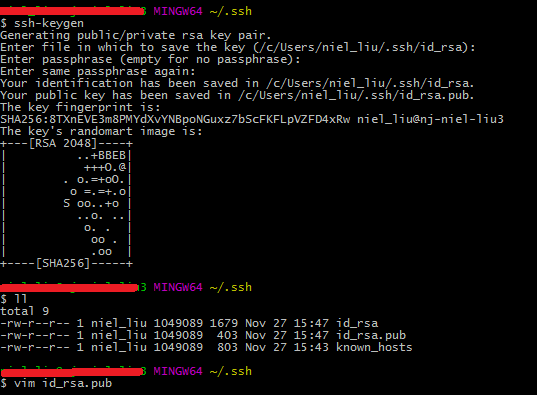 3 MINGW64 ~/.ssh
$ ssh-keygen
Generating public/private rsa key pair.
Enter file in which to save the key (/c/Users/niel_liu/.ssh/id_rsa):
Enter passphrase (empty for no passphrase):
Enter same passphrase again:
Your identification has been saved in /c/Users/niel_liu/.ssh/id_rsa.
Your public key has been saved in /c/Users/niel_liu/.ssh/id_rsa.pub.
The key fingerprint is:
SHA256:8TXnEVE3m8PMYdXvYNBpoNGuxz7bScFKFLpVZFD4xRw niel_liu@nj-niel-liu3
The key's randomart image is:
+---[RSA 2048]----+
|          ..+BBEB|
|           +++O.@|
|        . o.=+oO.|
|         o =.=+.o|
|        S oo..+o |
|          ..o. ..|
|           o. .  |
|            oo . |
|            .oo  |
+----[SHA256]-----+
3 MINGW64 ~/.ssh
$ ll
total 9
-rw-r--r-- 1 niel_liu 1049089 1679 Nov 27 15:47 id_rsa
-rw-r--r-- 1 niel_liu 1049089  403 Nov 27 15:47 id_rsa.pub
-rw-r--r-- 1 niel_liu 1049089  803 Nov 27 15:43 known_hosts
3 MINGW64 ~/.ssh
$ vim id_rsa.pub